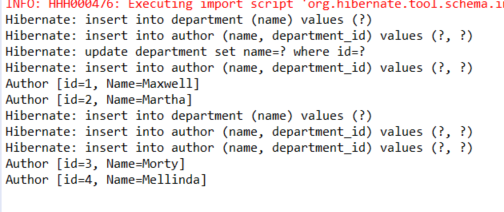 INFO: HHH000476: Executing import script 'org.hibernate.tool.schema.in
Hibernate: insert into department (name) values (?)
Hibernate: insert into author (name, department_id) values (?, ?)
Hibernate: update department set name=? where id=?
Hibernate: insert into author (name, department_id) values (?, ?)
Author [id=1, Name=Maxwell]
Author [id=2, Name=Martha]
Hibernate: insert into department (name) values (?)
Hibernate: insert into author (name, department_id) values (?, ?)
Hibernate: insert into author (name, department_id) values (?, ?)
Author [id=3, Name=Morty]
Author [id=4, Name=Mellinda]